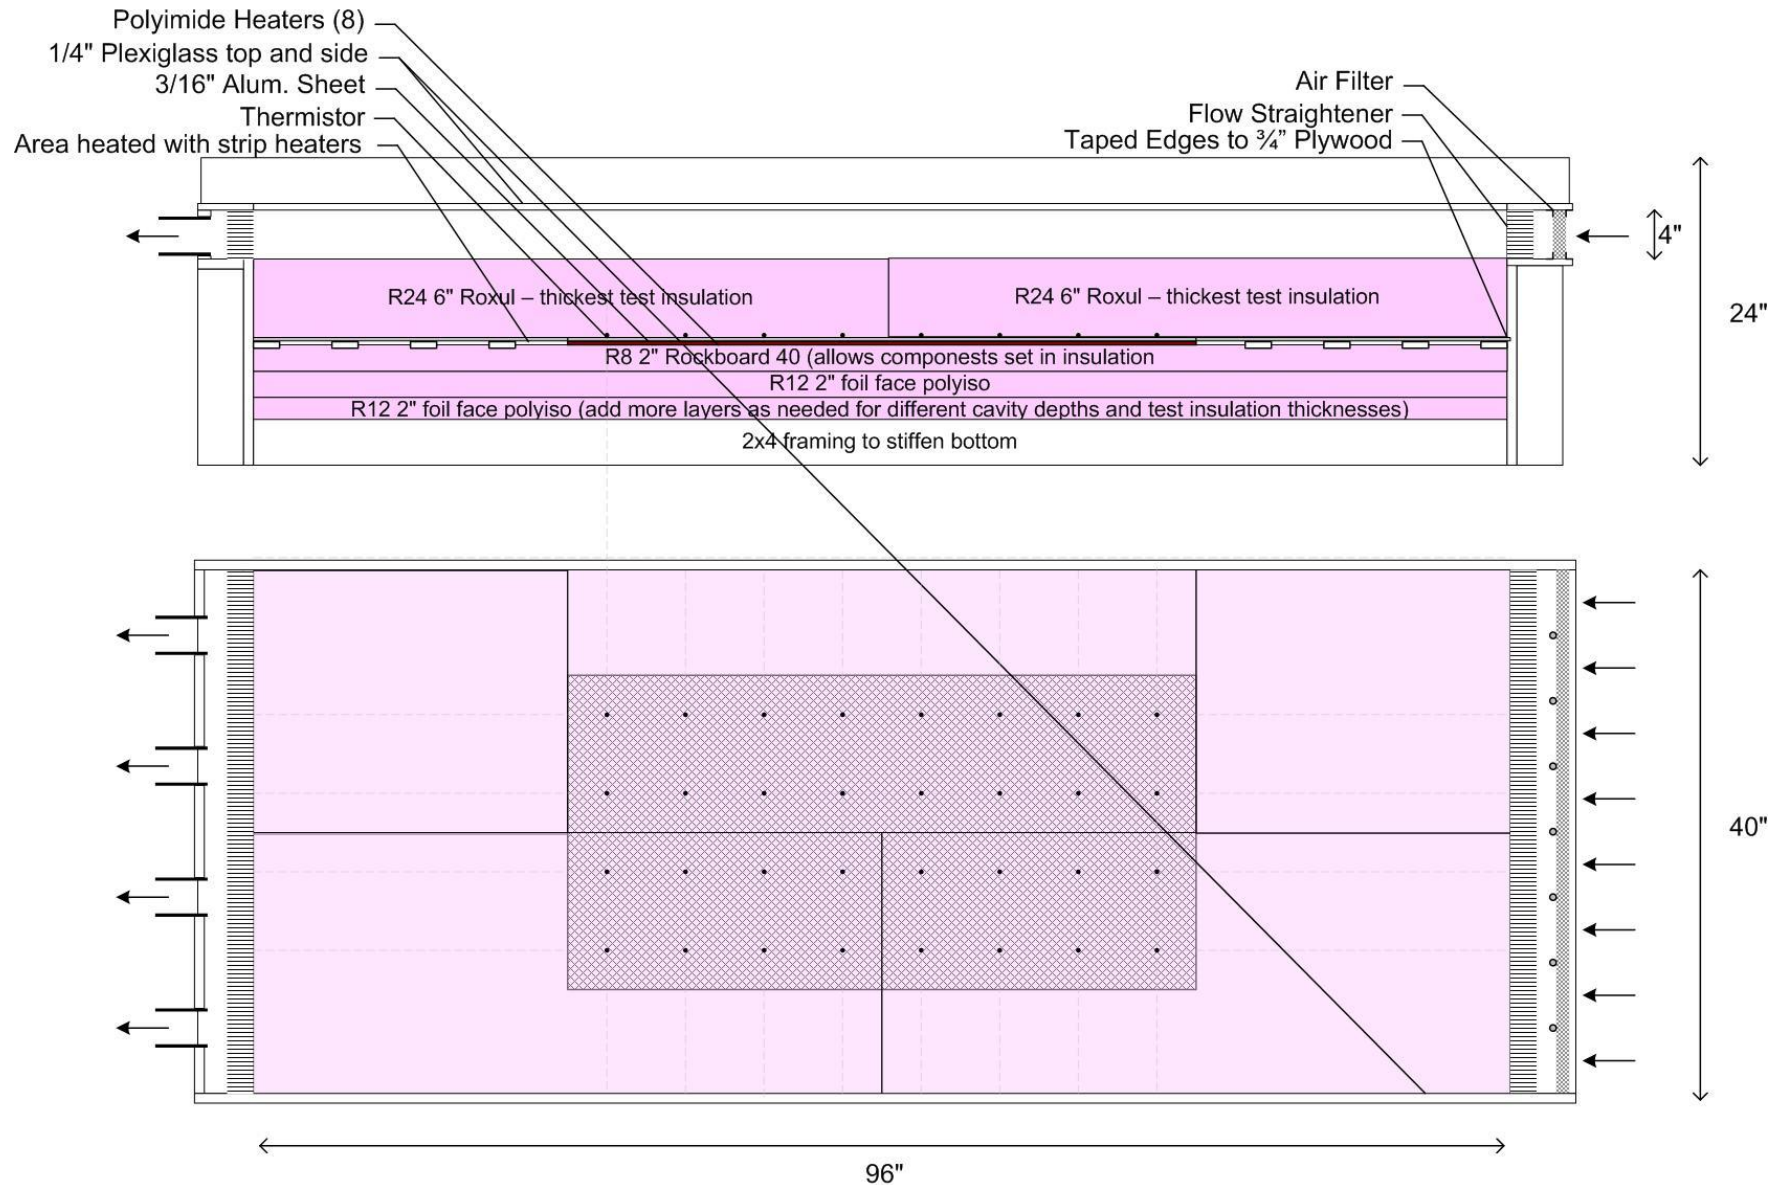 Polyimide Heaters (8)
1/4" Plexiglass top and side
3/16" Alum. Sheet
Thermistor
Area heated with strip heaters
Air Filter
Flow Straightener
Taped Edges to ¾” Plywood
4"
24"
R24 6" Roxul – thickest test insulation
R24 6" Roxul – thickest test insulation
R8 2" Rockboard 40 (allows componests set in insulation
R12 2" foil face polyiso
R12 2" foil face polyiso (add more layers as needed for different cavity depths and test insulation thicknesses)
2x4 framing to stiffen bottom
40"
96"